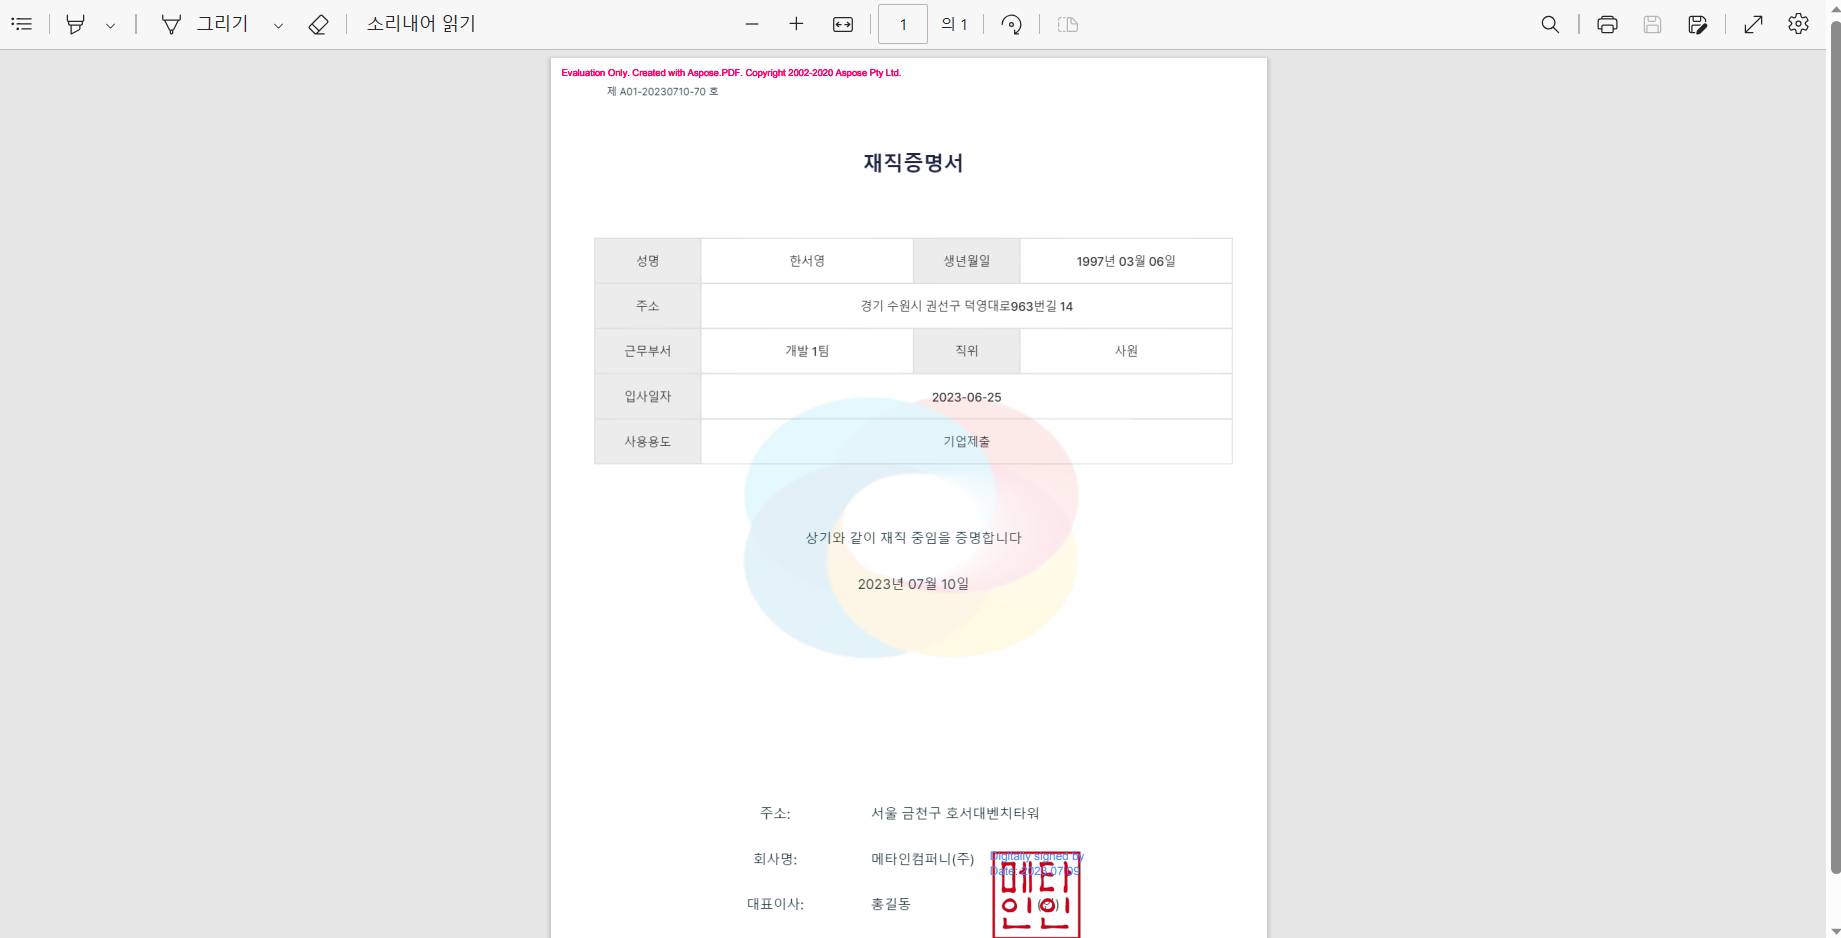 그리기 소리내어 읽기 1 의 1
Evaluation Only. Created with Aspose.PDF. Copyright 2002-2020 Aspose Pty Ltd.
제 A01-20230710-70 호
재직증명서
성명 한서영 생년월일 1997년 03월 06일
주소 경기 수원시 권선구 덕영대로963번길 14
근무부서 개발 1팀 직위 사원
입사일자 2023-06-25
사용용도 기업제출
상기와 같이 재직 중임을 증명합니다
2023년 07월 10일
주소: 서울 금천구 호서대벤치타워
회사명: 메타인컴퍼니(주)
Digitally signed by
Date: 2023.07.09
대표이사: 홍길동 (인)
메타
인인